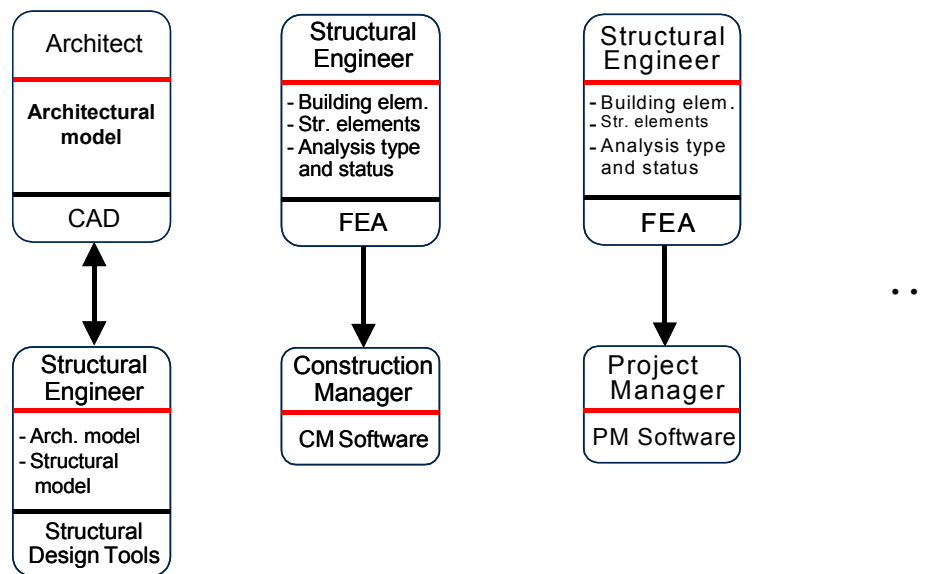 Architect
Architectural
model
CAD
Structural
Engineer
- Arch. model
- Structural
model
Structural
Design Tools
Structural
Engineer
- Building elem.
- Str. elements
- Analysis type
and status
FEA
Construction
Manager
CM Software
Structural
Engineer
- Building elem.
- Str. elements
- Analysis type
and status
FEA
Project
Manager
PM Software
. .